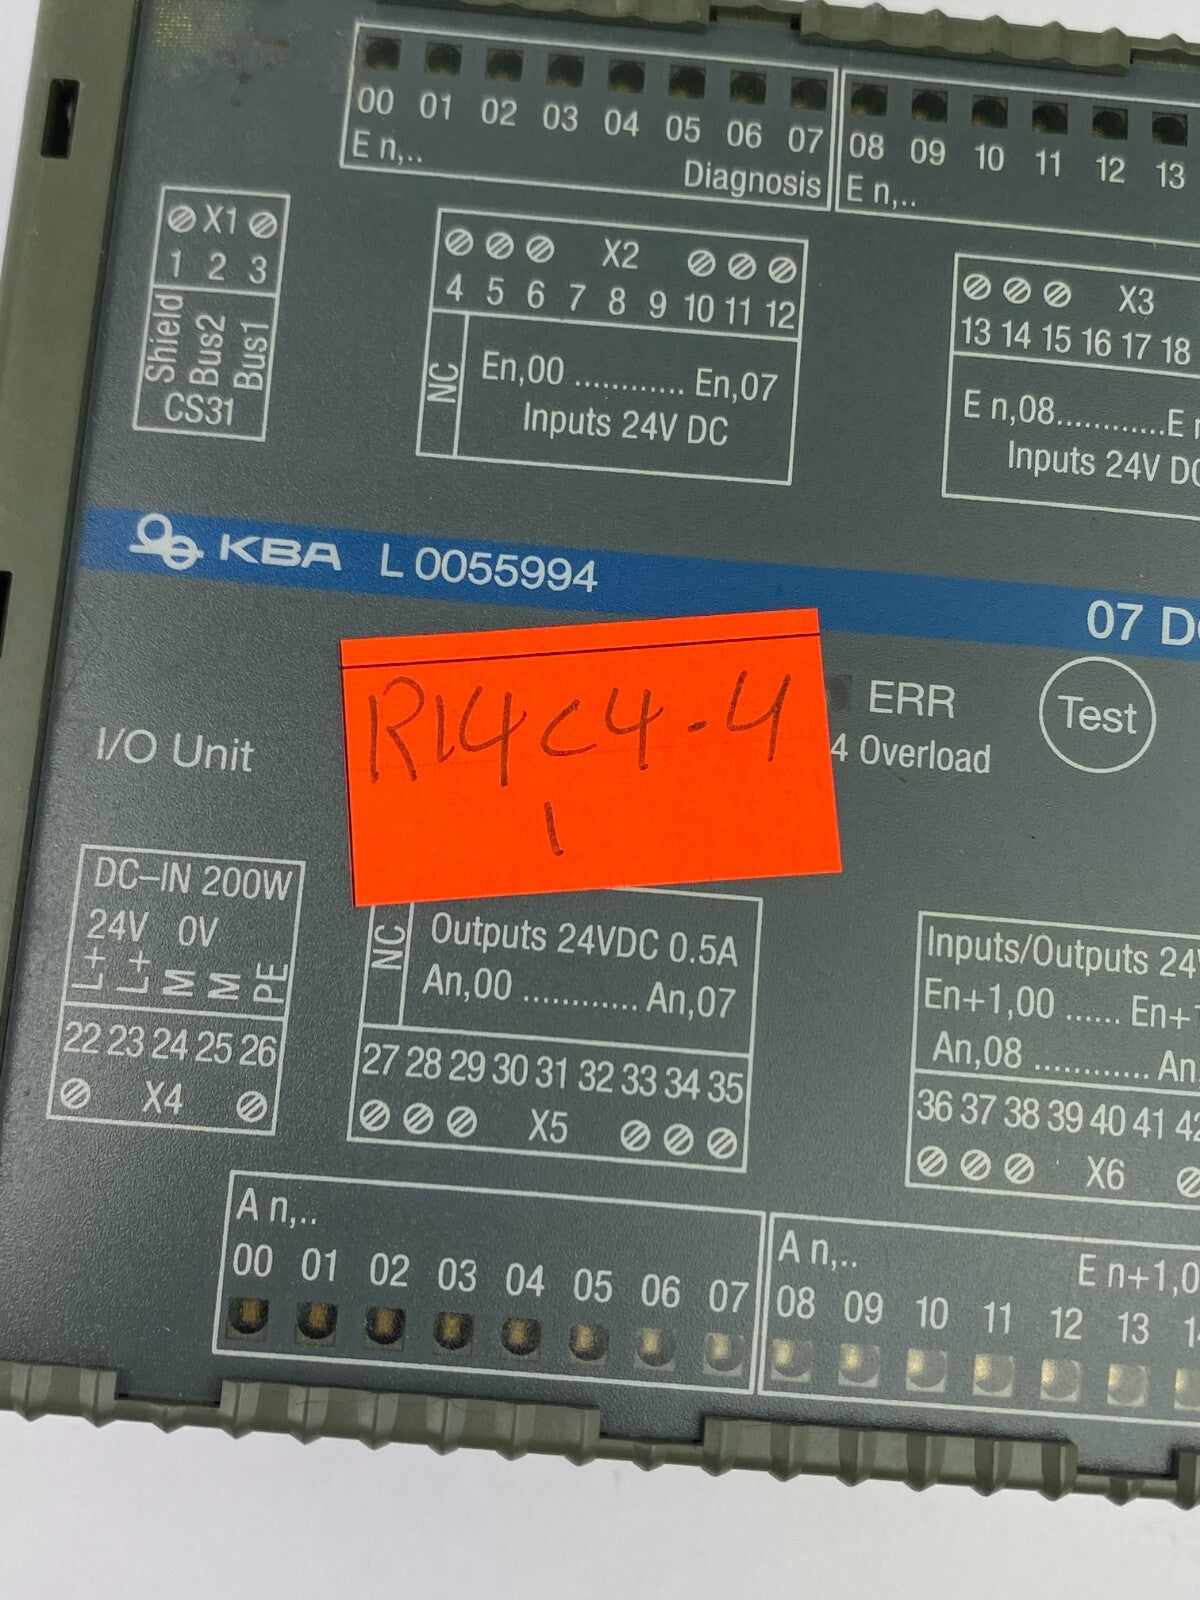 00 01 02 03 04 05 06 07
E n,..
Diagnosis
08 09 10 11 12 13
E n,..
X1
1 2 3
Shield
Bus2
Bus1
CS31
X2
4 5 6 7 8 9 10 11 12
NC
En,00 ............ En,07
Inputs 24V DC
X3
13 14 15 16 17 18
E n,08............E
Inputs 24V DC
KBA L 0055994
07
I/O Unit
R14C4-4
1
ERR
4 Overload
Test
DC-IN 200W
24V 0V
L+ L+ M M PE
22 23 24 25 26
X4
NC
Outputs 24VDC 0.5A
An,00 ............ An,07
27 28 29 30 31 32 33 34 35
X5
Inputs/Outputs 24V
En+1,00 ...... En+
An,08 ............ An
36 37 38 39 40 41 42
X6
A n,..
00 01 02 03 04 05 06 07
A n,..
E n+1,0
08 09 10 11 12 13